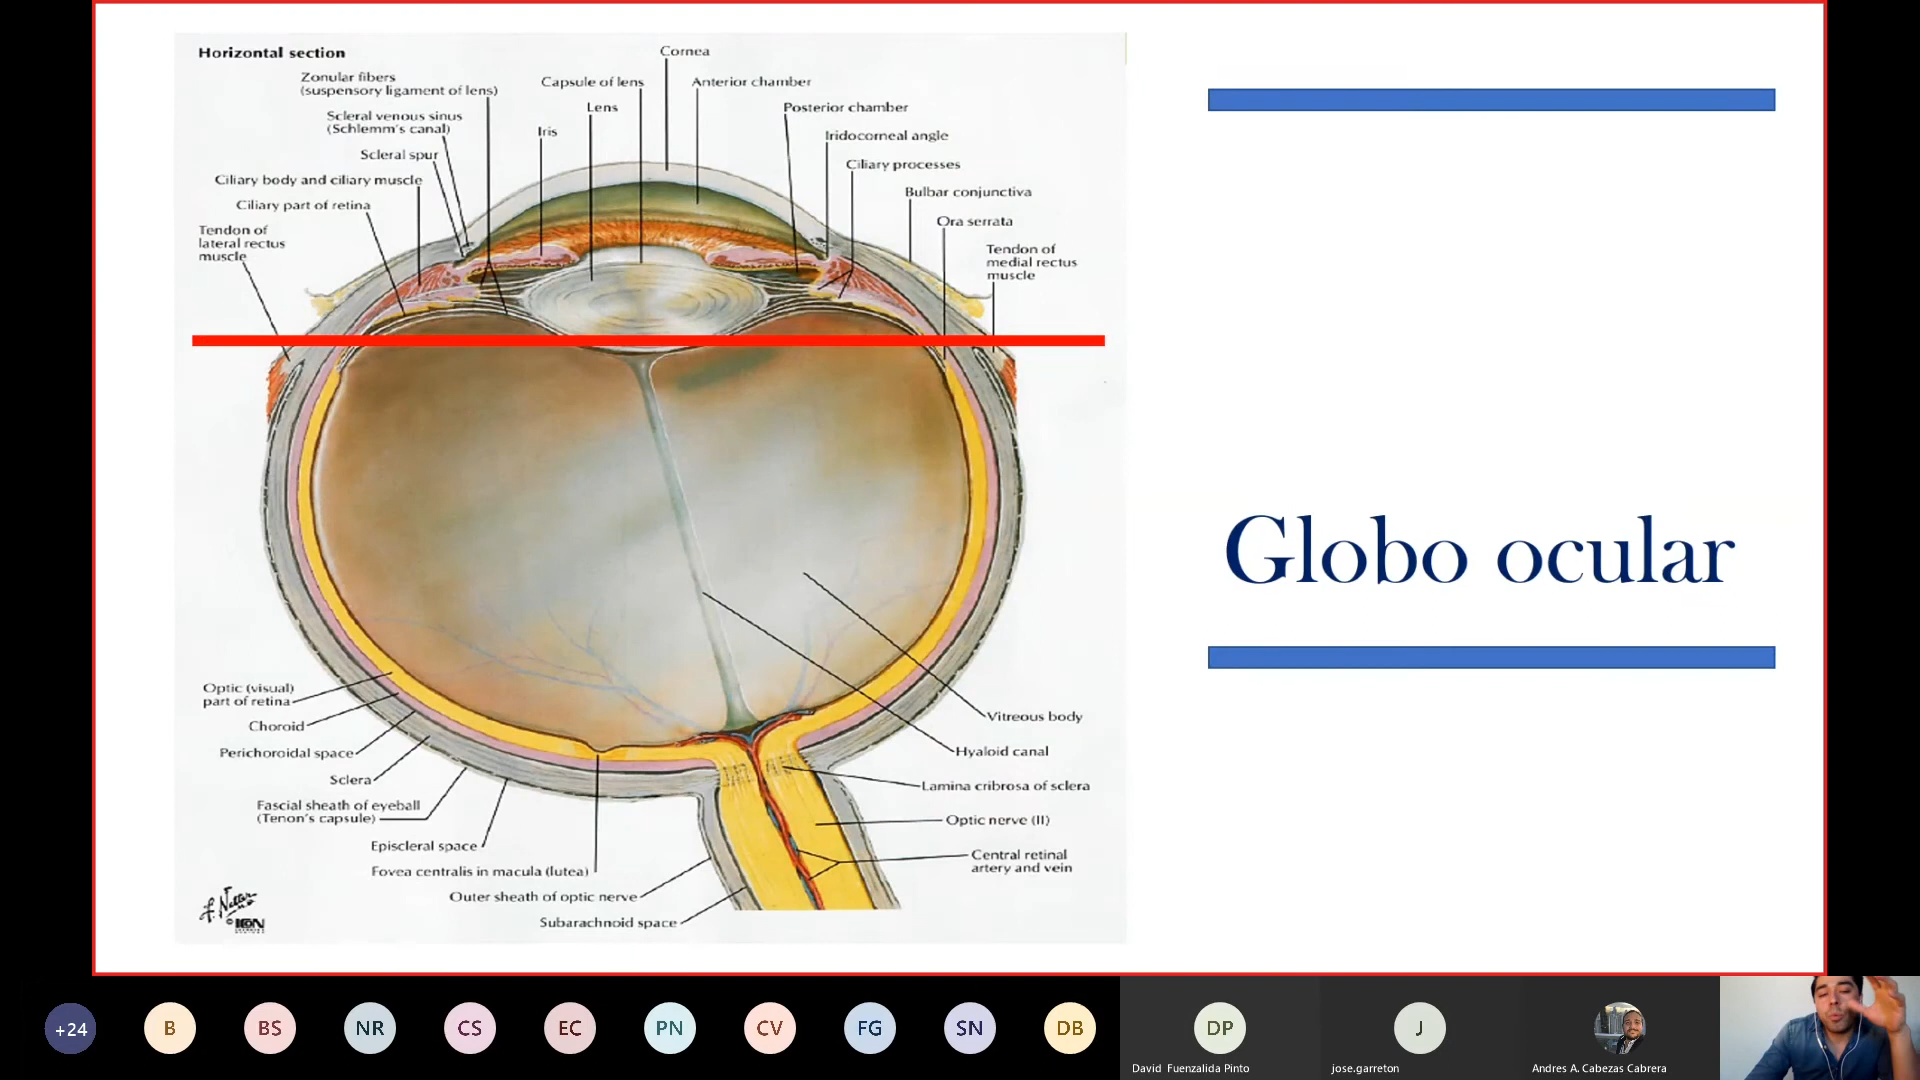 Horizontal section
Cornea
Zonular fibers
(suspensory ligament of lens)
Capsule of lens
Anterior chamber
Lens
Posterior chamber
Scleral venous sinus
(Schlemm's canal)
Iris
Iridocorneal angle
Scleral spur
Ciliary processes
Ciliary body and ciliary muscle
Bulbar conjunctiva
Ciliary part of retina
Ora serrata
Tendon of
lateral rectus
muscle
Tendon of
medial rectus
muscle
Globo ocular
Optic (visual)
part of retina
Choroid
Perichoroidal space
Sclera
Fascial sheath of eyeball
(Tenon's capsule)
Episcleral space
Fovea centralis in macula (lutea)
Outer sheath of optic nerve
Subarachnoid space
Vitreous body
Hyaloid canal
Lamina cribrosa of sclera
Optic nerve (II)
Central retinal
artery and vein
f. Netter
©ICON
+24
B
BS
NR
CS
EC
PN
CV
FG
SN
DB
DP
J
David Fuenzalida Pinto
jose.garreton
Andres A. Cabezas Cabrera